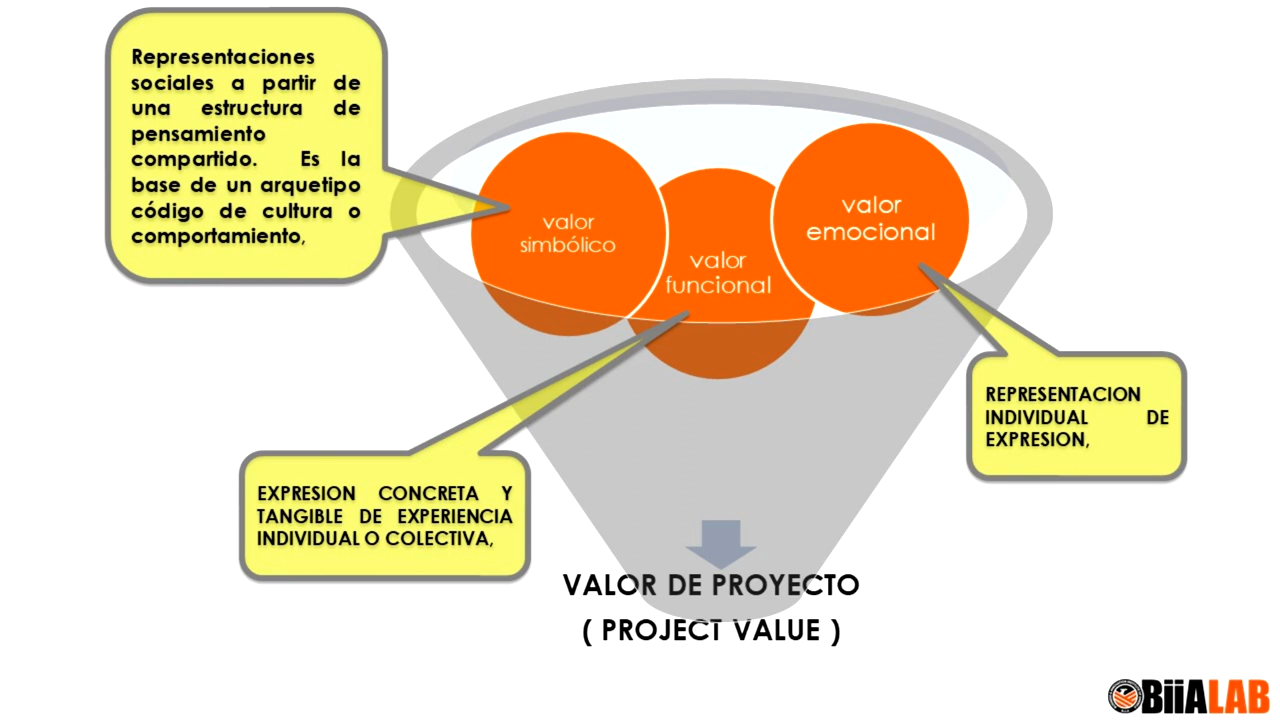 Representaciones
sociales a partir de
una estructura de
pensamiento
compartido. Es la
base de un arquetipo
código de cultura o
comportamiento,
valor
simbólico
valor
funcional
valor
emocional
REPRESENTACION
INDIVIDUAL DE
EXPRESION,
EXPRESION CONCRETA Y
TANGIBLE DE EXPERIENCIA
INDIVIDUAL O COLECTIVA,
VALOR DE PROYECTO
( PROJECT VALUE )
BiiALAB